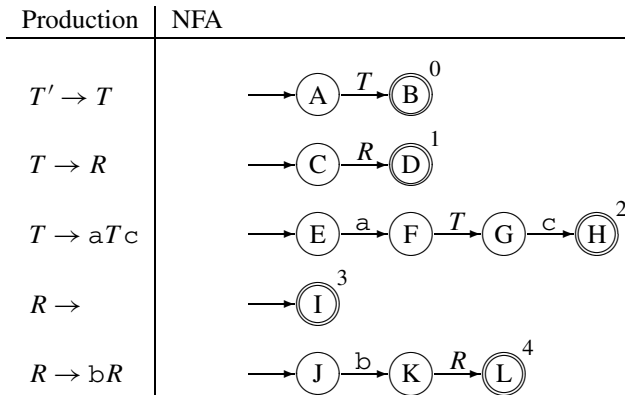 Production NFA
T′ → T A T B 0
T → R C R D 1
T → aTc E a F T G c H 2
R → I 3
R → bR J b K R L 4